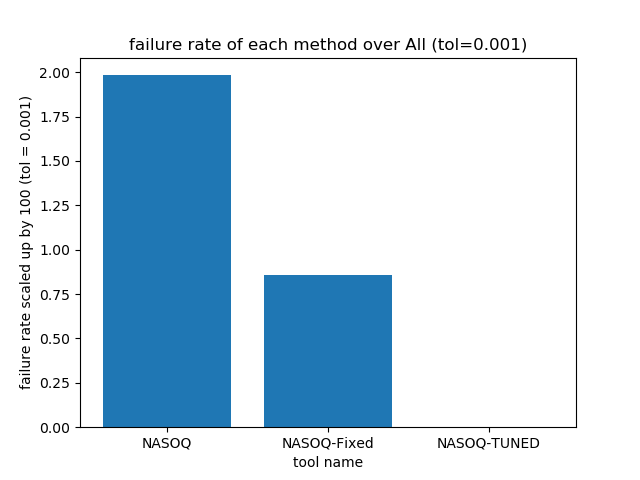 failure rate of each method over All (tol=0.001)
failure rate scaled up by 100 (tol = 0.001)
2.00
1.75
1.50
1.25
1.00
0.75
0.50
0.25
0.00
NASOQ NASOQ-Fixed NASOQ-TUNED
tool name